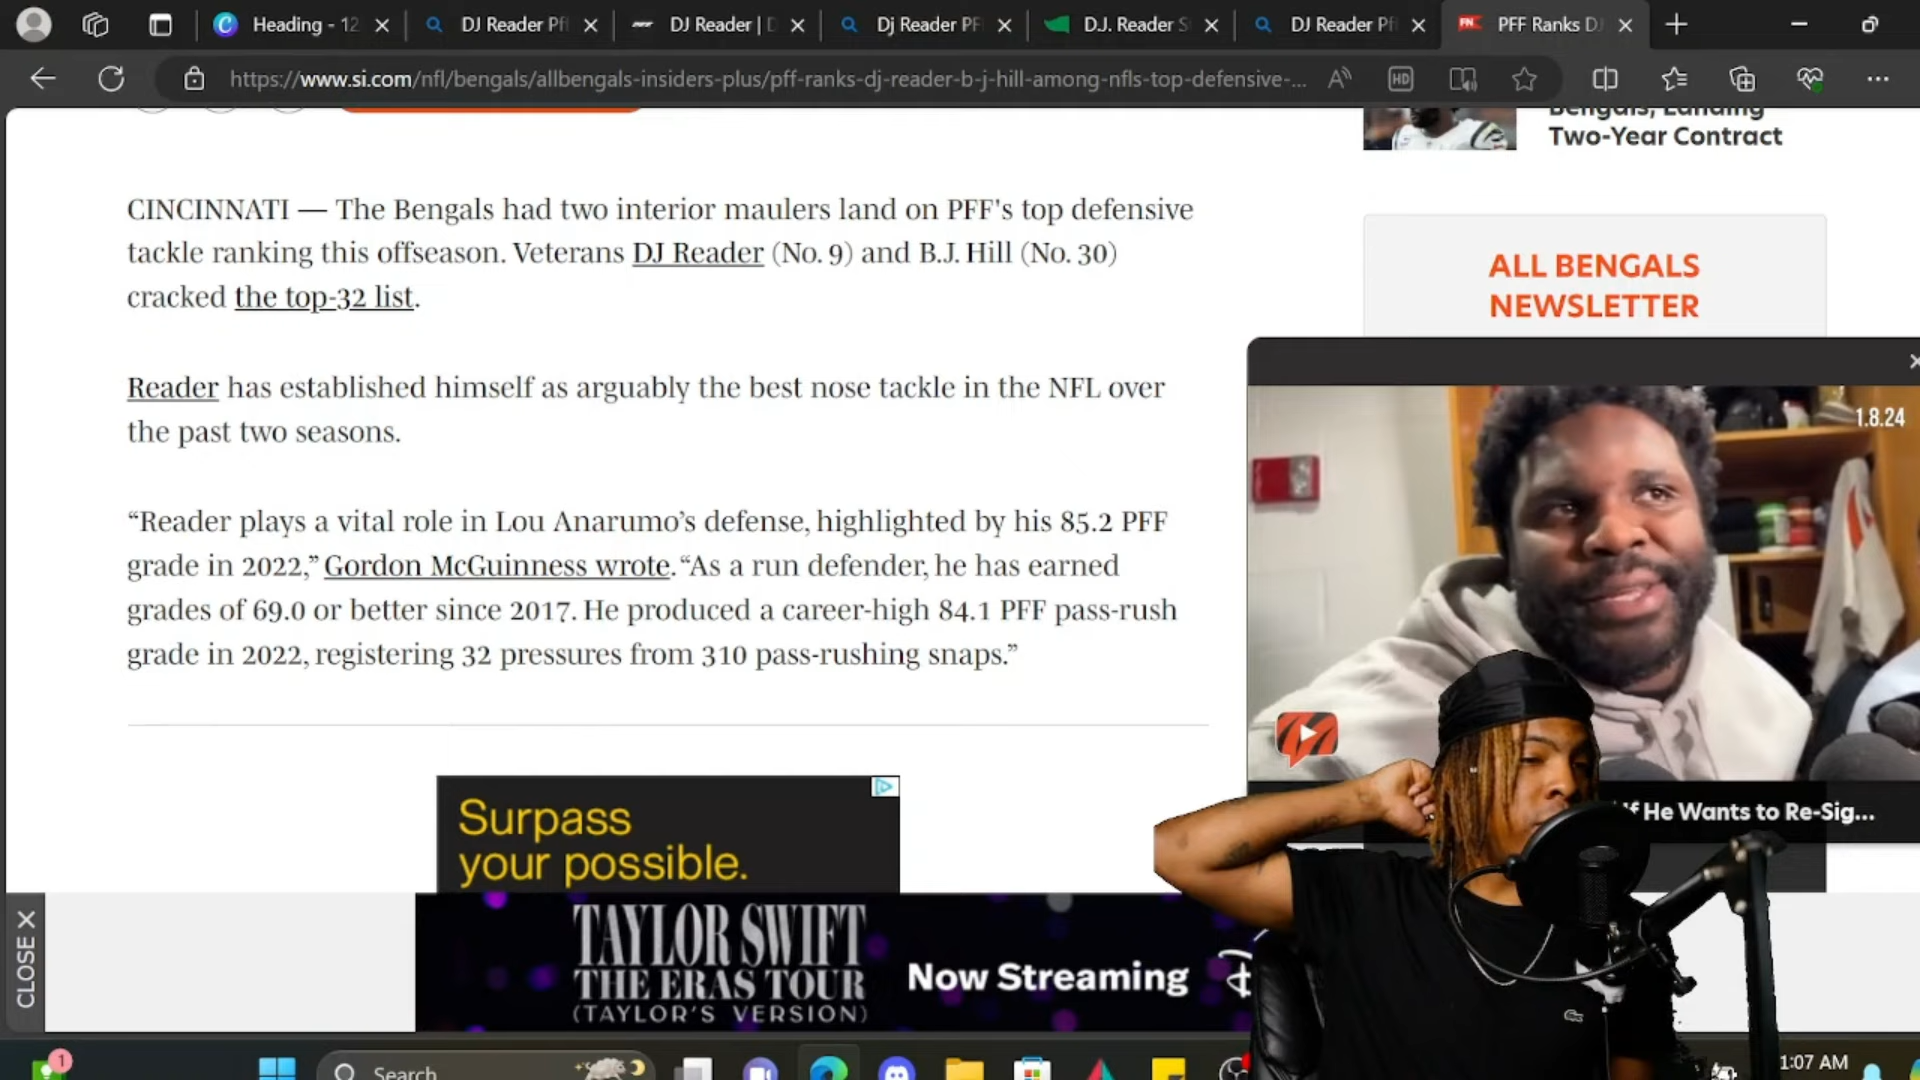 Heading - 12
DJ Reader Pf
DJ Reader | D
Dj Reader PF
D.J. Reader S
DJ Reader Pf
FN
PFF Ranks DJ
https://www.si.com/nfl/bengals/allbengals-insiders-plus/pff-ranks-dj-reader-b-j-hill-among-nfls-top-defensive-...
HD
Bengals, Landing
Two-Year Contract
CINCINNATI — The Bengals had two interior maulers land on PFF's top defensive
tackle ranking this offseason. Veterans DJ Reader (No. 9) and B.J. Hill (No. 30)
cracked the top-32 list.
ALL BENGALS
NEWSLETTER
Reader has established himself as arguably the best nose tackle in the NFL over
the past two seasons.
1.8.24
“Reader plays a vital role in Lou Anarumo’s defense, highlighted by his 85.2 PFF
grade in 2022,” Gordon McGuinness wrote. “As a run defender, he has earned
grades of 69.0 or better since 2017. He produced a career-high 84.1 PFF pass-rush
grade in 2022, registering 32 pressures from 310 pass-rushing snaps.”
If He Wants to Re-Sig...
Surpass
your possible.
CLOSE X
TAYLOR SWIFT
THE ERAS TOUR
(TAYLOR'S VERSION)
Now Streaming
1
Search
1:07 AM